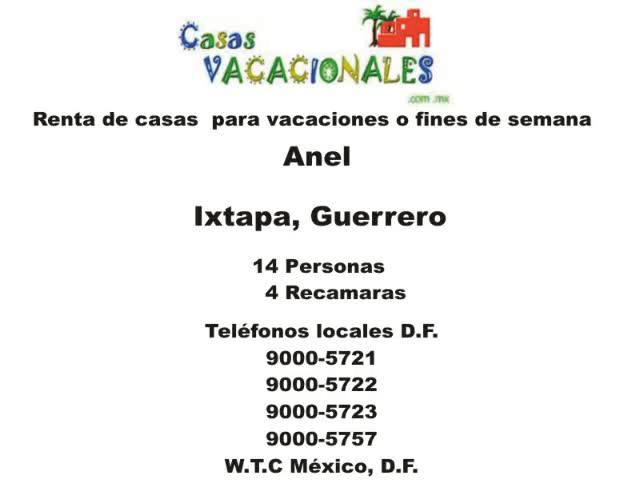 Casas
VACACIONALES
.com .mx
Renta de casas para vacaciones o fines de semana
Anel
Ixtapa, Guerrero
14 Personas
4 Recamaras
Teléfonos locales D.F.
9000-5721
9000-5722
9000-5723
9000-5757
W.T.C México, D.F.